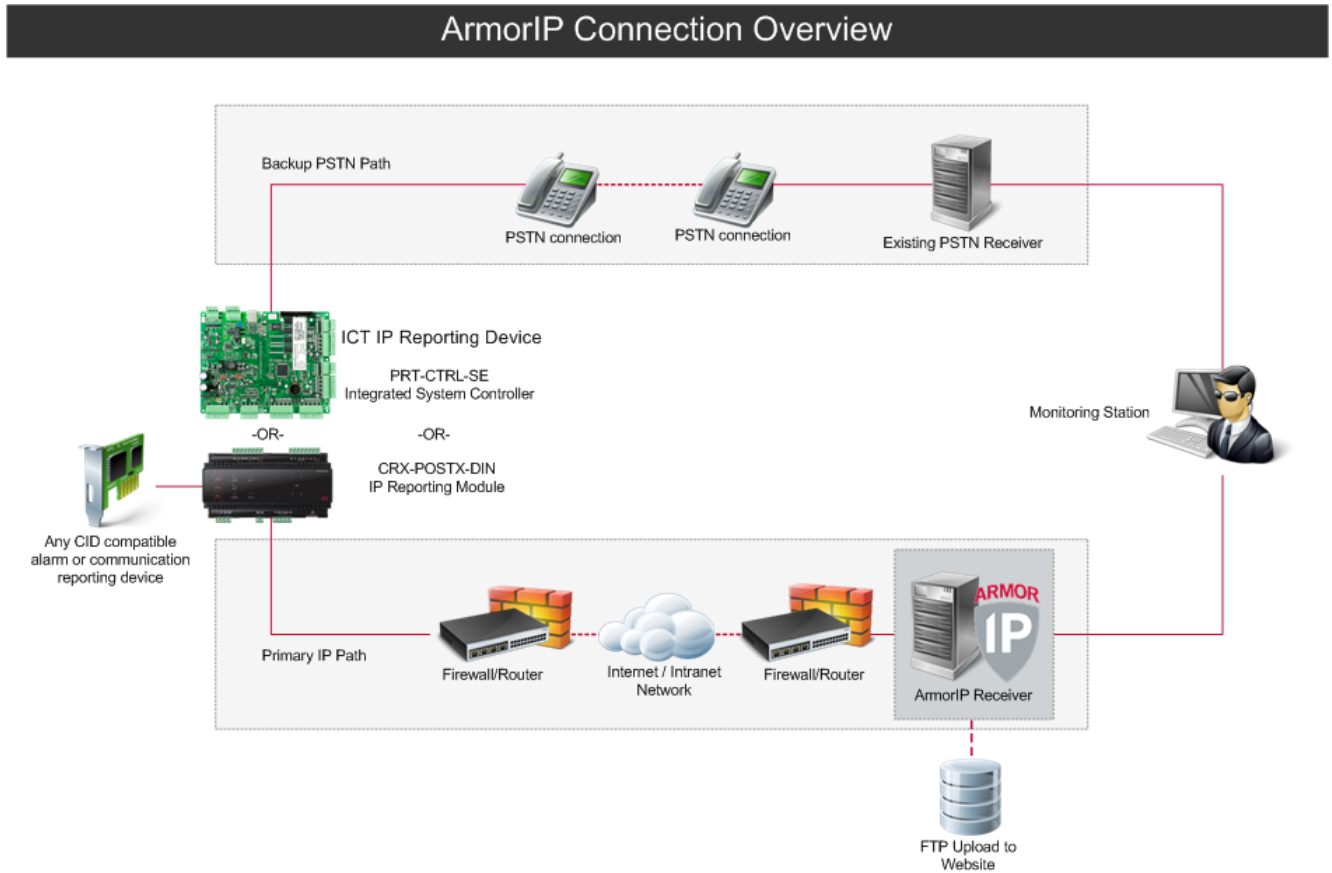 ArmorIP Connection Overview
Backup PSTN Path
PSTN connection
PSTN connection
Existing PSTN Receiver
ICT IP Reporting Device
PRT-CTRL-SE
Integrated System Controller
-OR-
-OR-
CRX-POSTX-DIN
IP Reporting Module
Monitoring Station
Any CID compatible
alarm or communication
reporting device
Primary IP Path
Firewall/Router
Internet / Intranet
Network
Firewall/Router
ARMOR
IP
ArmorIP Receiver
FTP Upload to
Website